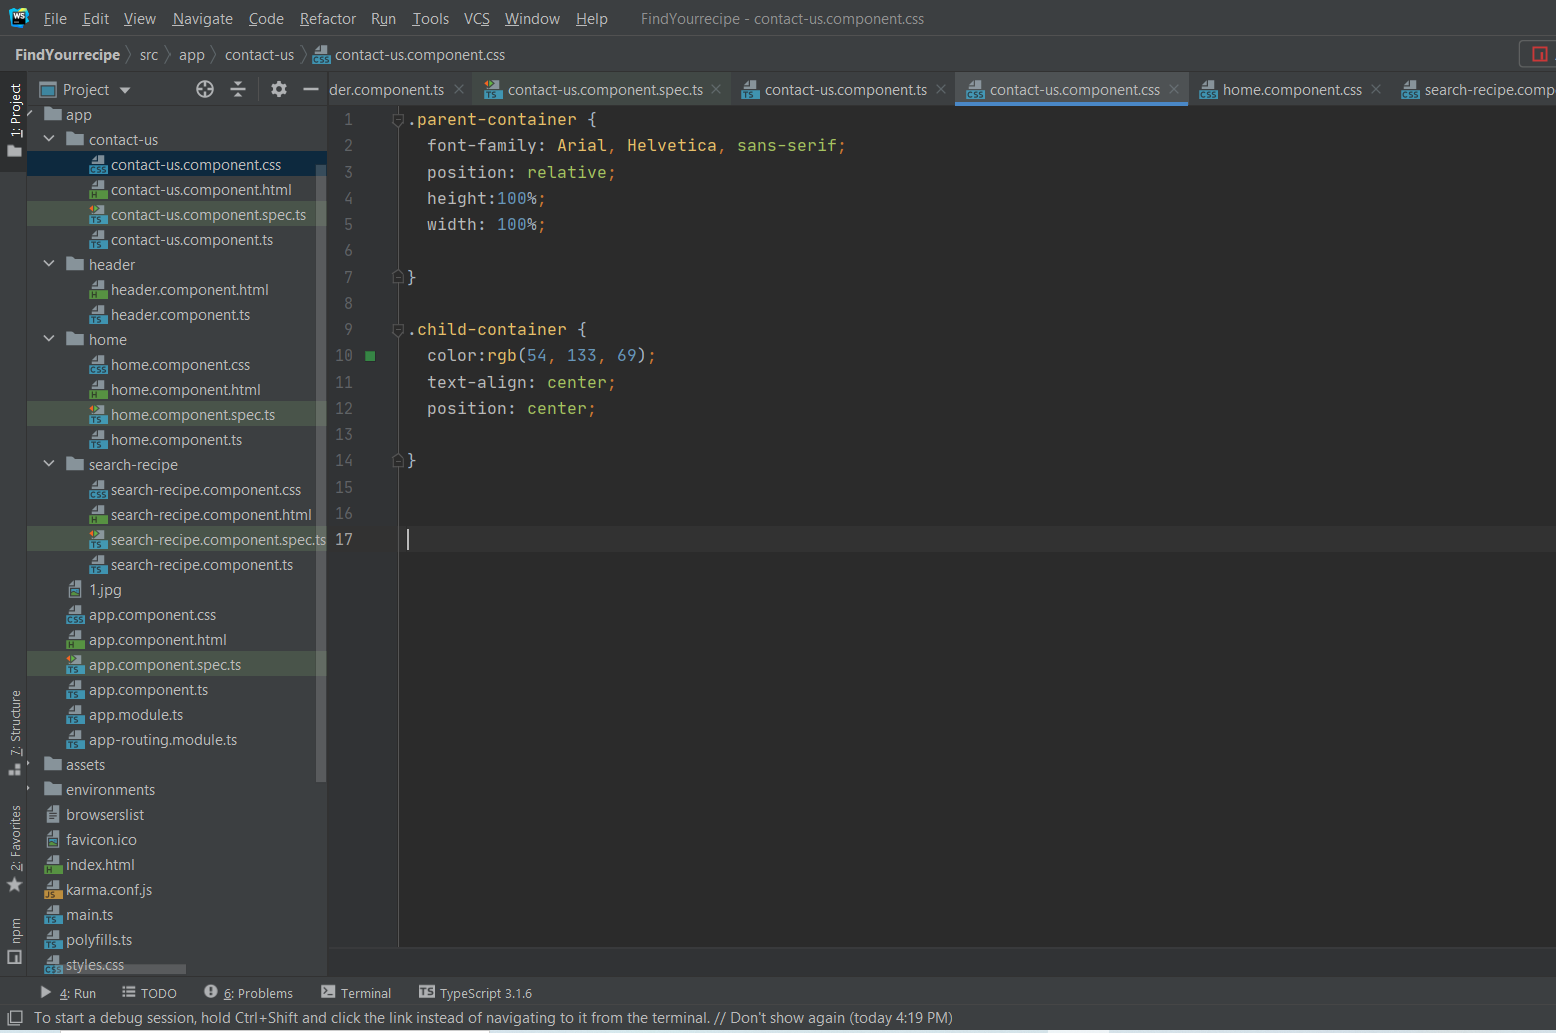 WS File Edit View Navigate Code Refactor Run Tools VCS Window Help FindYourrecipe - contact-us.component.css
FindYourrecipe src app contact-us contact-us.component.css
Project
der.component.ts contact-us.component.spec.ts contact-us.component.ts contact-us.component.css home.component.css search-recipe.comp
1: Project
app
contact-us
contact-us.component.css
contact-us.component.html
contact-us.component.spec.ts
contact-us.component.ts
header
header.component.html
header.component.ts
home
home.component.css
home.component.html
home.component.spec.ts
home.component.ts
search-recipe
search-recipe.component.css
search-recipe.component.html
search-recipe.component.spec.ts
search-recipe.component.ts
1.jpg
app.component.css
app.component.html
app.component.spec.ts
app.component.ts
app.module.ts
app-routing.module.ts
assets
environments
browserslist
favicon.ico
index.html
karma.conf.js
main.ts
polyfills.ts
styles.css
7: Structure
2: Favorites
npm
1 .parent-container {
2 font-family: Arial, Helvetica, sans-serif;
3 position: relative;
4 height:100%;
5 width: 100%;
6
7 }
8
9 .child-container {
10 color:rgb(54, 133, 69);
11 text-align: center;
12 position: center;
13
14 }
15
16
17
4: Run TODO 6: Problems Terminal TS TypeScript 3.1.6
To start a debug session, hold Ctrl+Shift and click the link instead of navigating to it from the terminal. // Don't show again (today 4:19 PM)